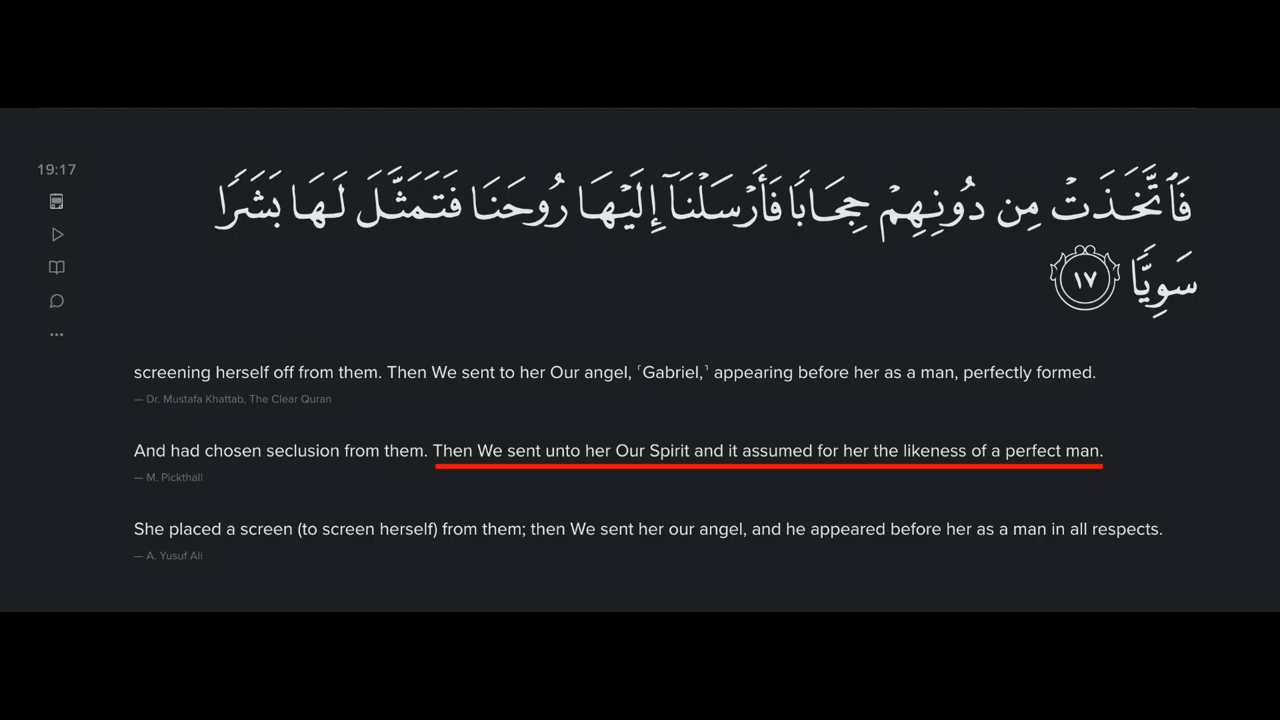 19:17
فَٱتَّخَذَتْ مِن دُونِهِمْ حِجَابًا فَأَرْسَلْنَآ إِلَيْهَا رُوحَنَا فَتَمَثَّلَ لَهَا بَشَرًا
سَوِيًّا ١٧
screening herself off from them. Then We sent to her Our angel, ˹Gabriel,˺ appearing before her as a man, perfectly formed.
— Dr. Mustafa Khattab, The Clear Quran
And had chosen seclusion from them. Then We sent unto her Our Spirit and it assumed for her the likeness of a perfect man.
— M. Pickthall
She placed a screen (to screen herself) from them; then We sent her our angel, and he appeared before her as a man in all respects.
— A. Yusuf Ali